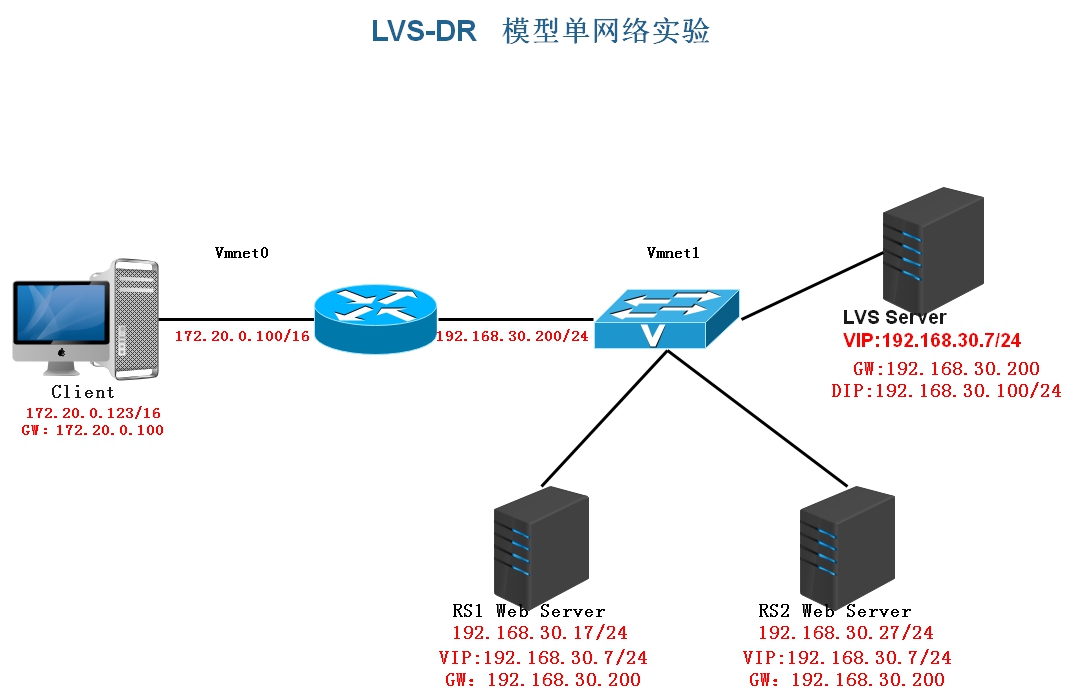 LVS-DR 模型单网络实验
Vmnet0
Vmnet1
172.20.0.100/16
192.168.30.200/24
V
Client
172.20.0.123/16
GW: 172.20.0.100
LVS Server
VIP:192.168.30.7/24
GW:192.168.30.200
DIP:192.168.30.100/24
RS1 Web Server
192.168.30.17/24
VIP:192.168.30.7/24
GW: 192.168.30.200
RS2 Web Server
192.168.30.27/24
VIP:192.168.30.7/24
GW: 192.168.30.200